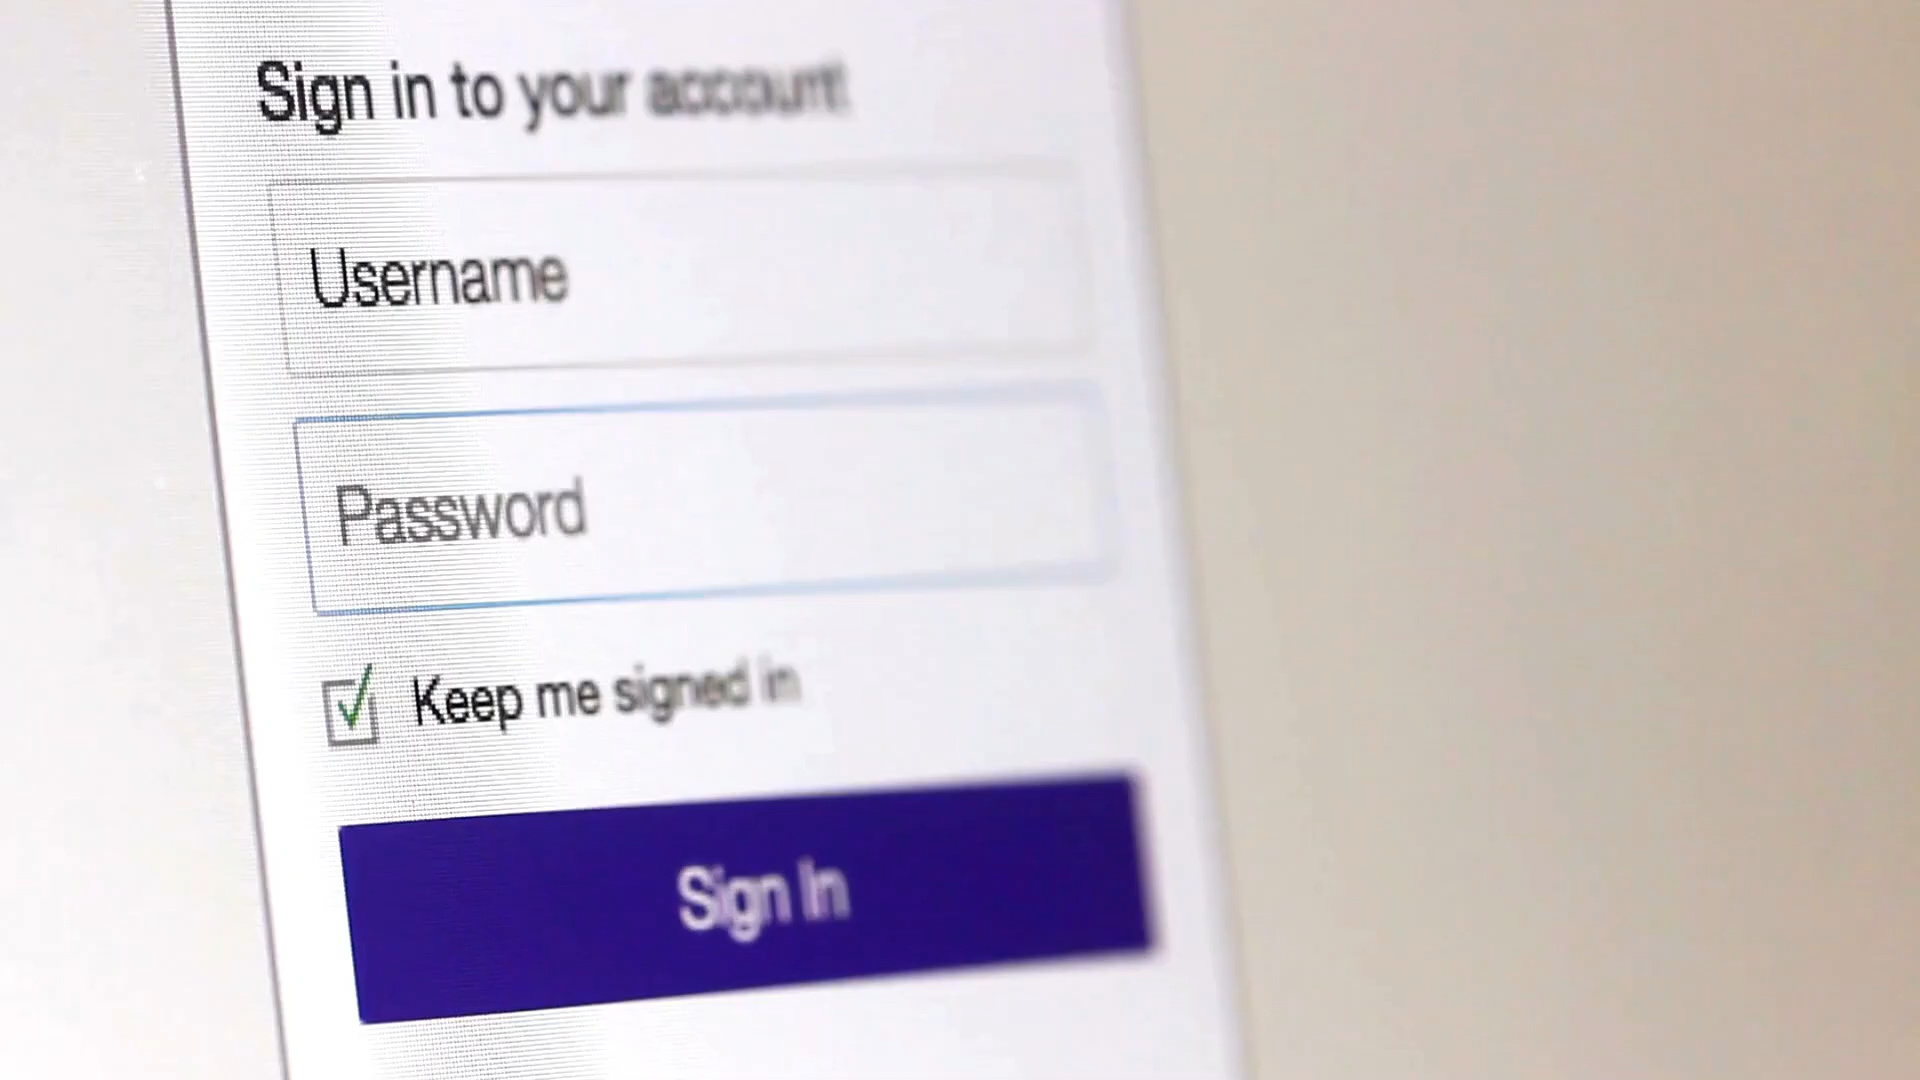 Sign in to your account
Username
Password
Keep me signed in
Sign In